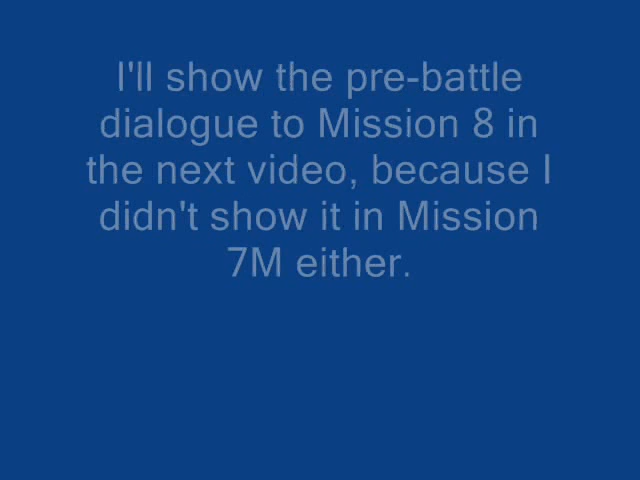 I'll show the pre-battle
dialogue to Mission 8 in
the next video, because I
didn't show it in Mission
7M either.